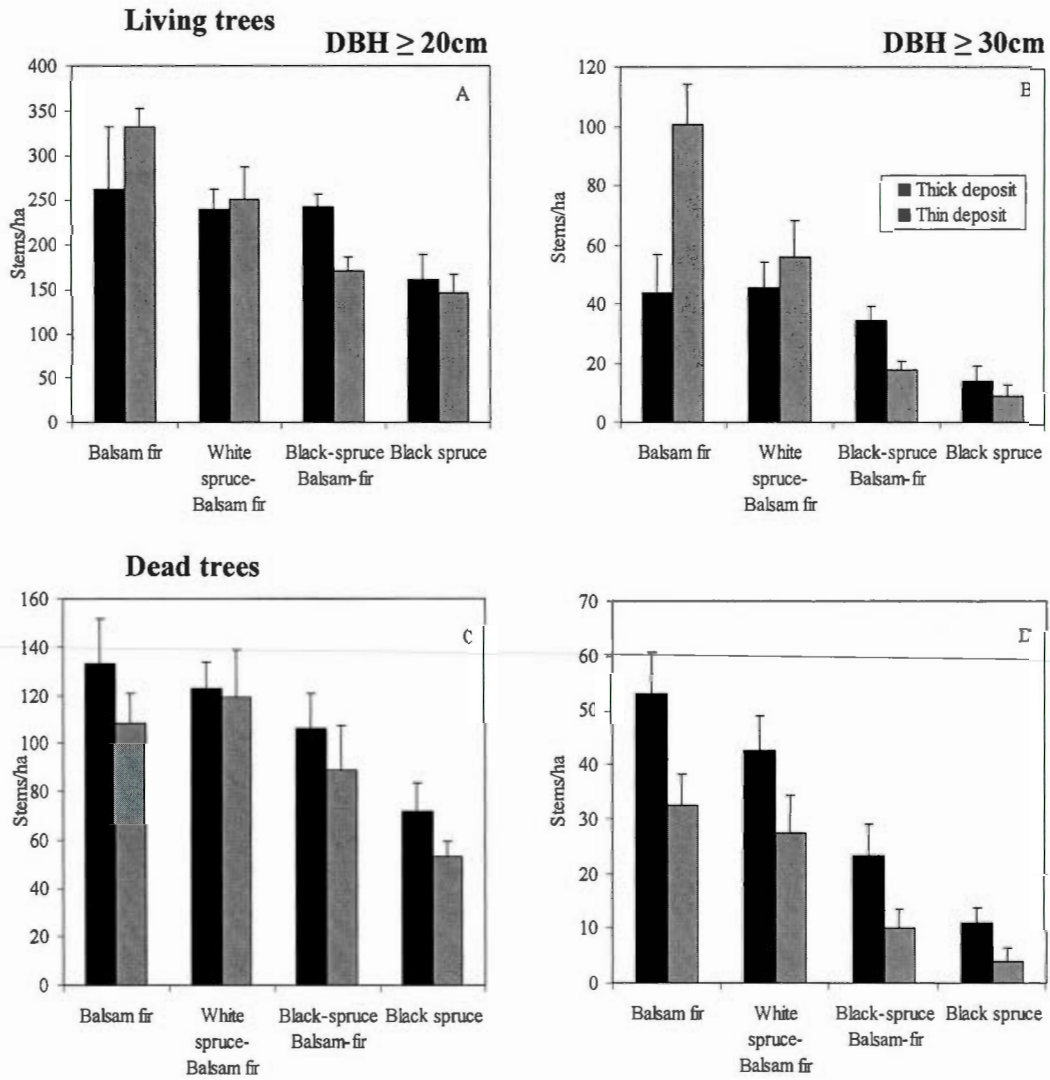 Living trees
DBH ≥ 20cm
DBH ≥ 30cm
400
350
300
250
200
150
100
50
0
Stems/ha
A
Balsam fir
White
spruce-
Balsam fir
Black-spruce
Balsam-fir
Black spruce
120
100
80
60
40
20
0
Stems/ha
B
Thick deposit
Thin deposit
Balsam fir
White
spruce-
Balsam fir
Black-spruce
Balsam-fir
Black spruce
Dead trees
160
140
120
100
80
60
40
20
0
Stems/ha
C
Balsam fir
White
spruce-
Balsam fir
Black-spruce
Balsam-fir
Black spruce
70
60
50
40
30
20
10
0
Stems/ha
D
Balsam fir
White
spruce-
Balsam fir
Black-spruce
Balsam-fir
Black spruce